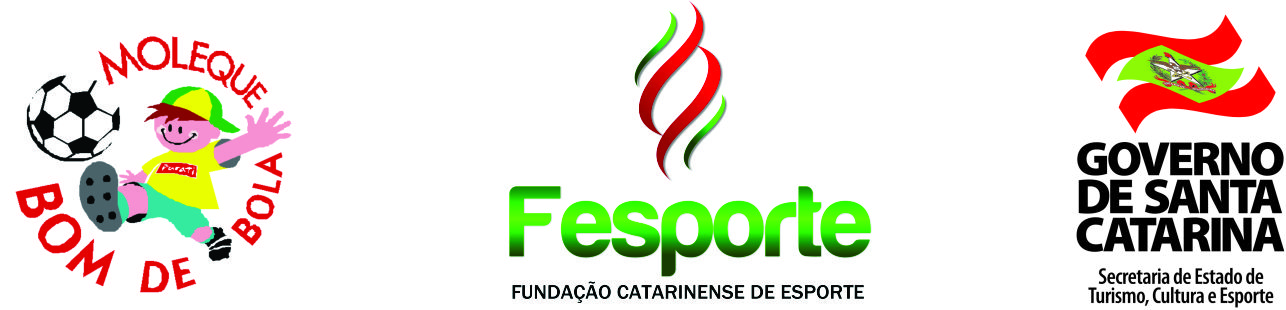 MOLEQUE
BOM DE BOLA
Fesporte
FUNDAÇÃO CATARINENSE DE ESPORTE
GOVERNO
DE SANTA
CATARINA
Secretaria de Estado de
Turismo, Cultura e Esporte